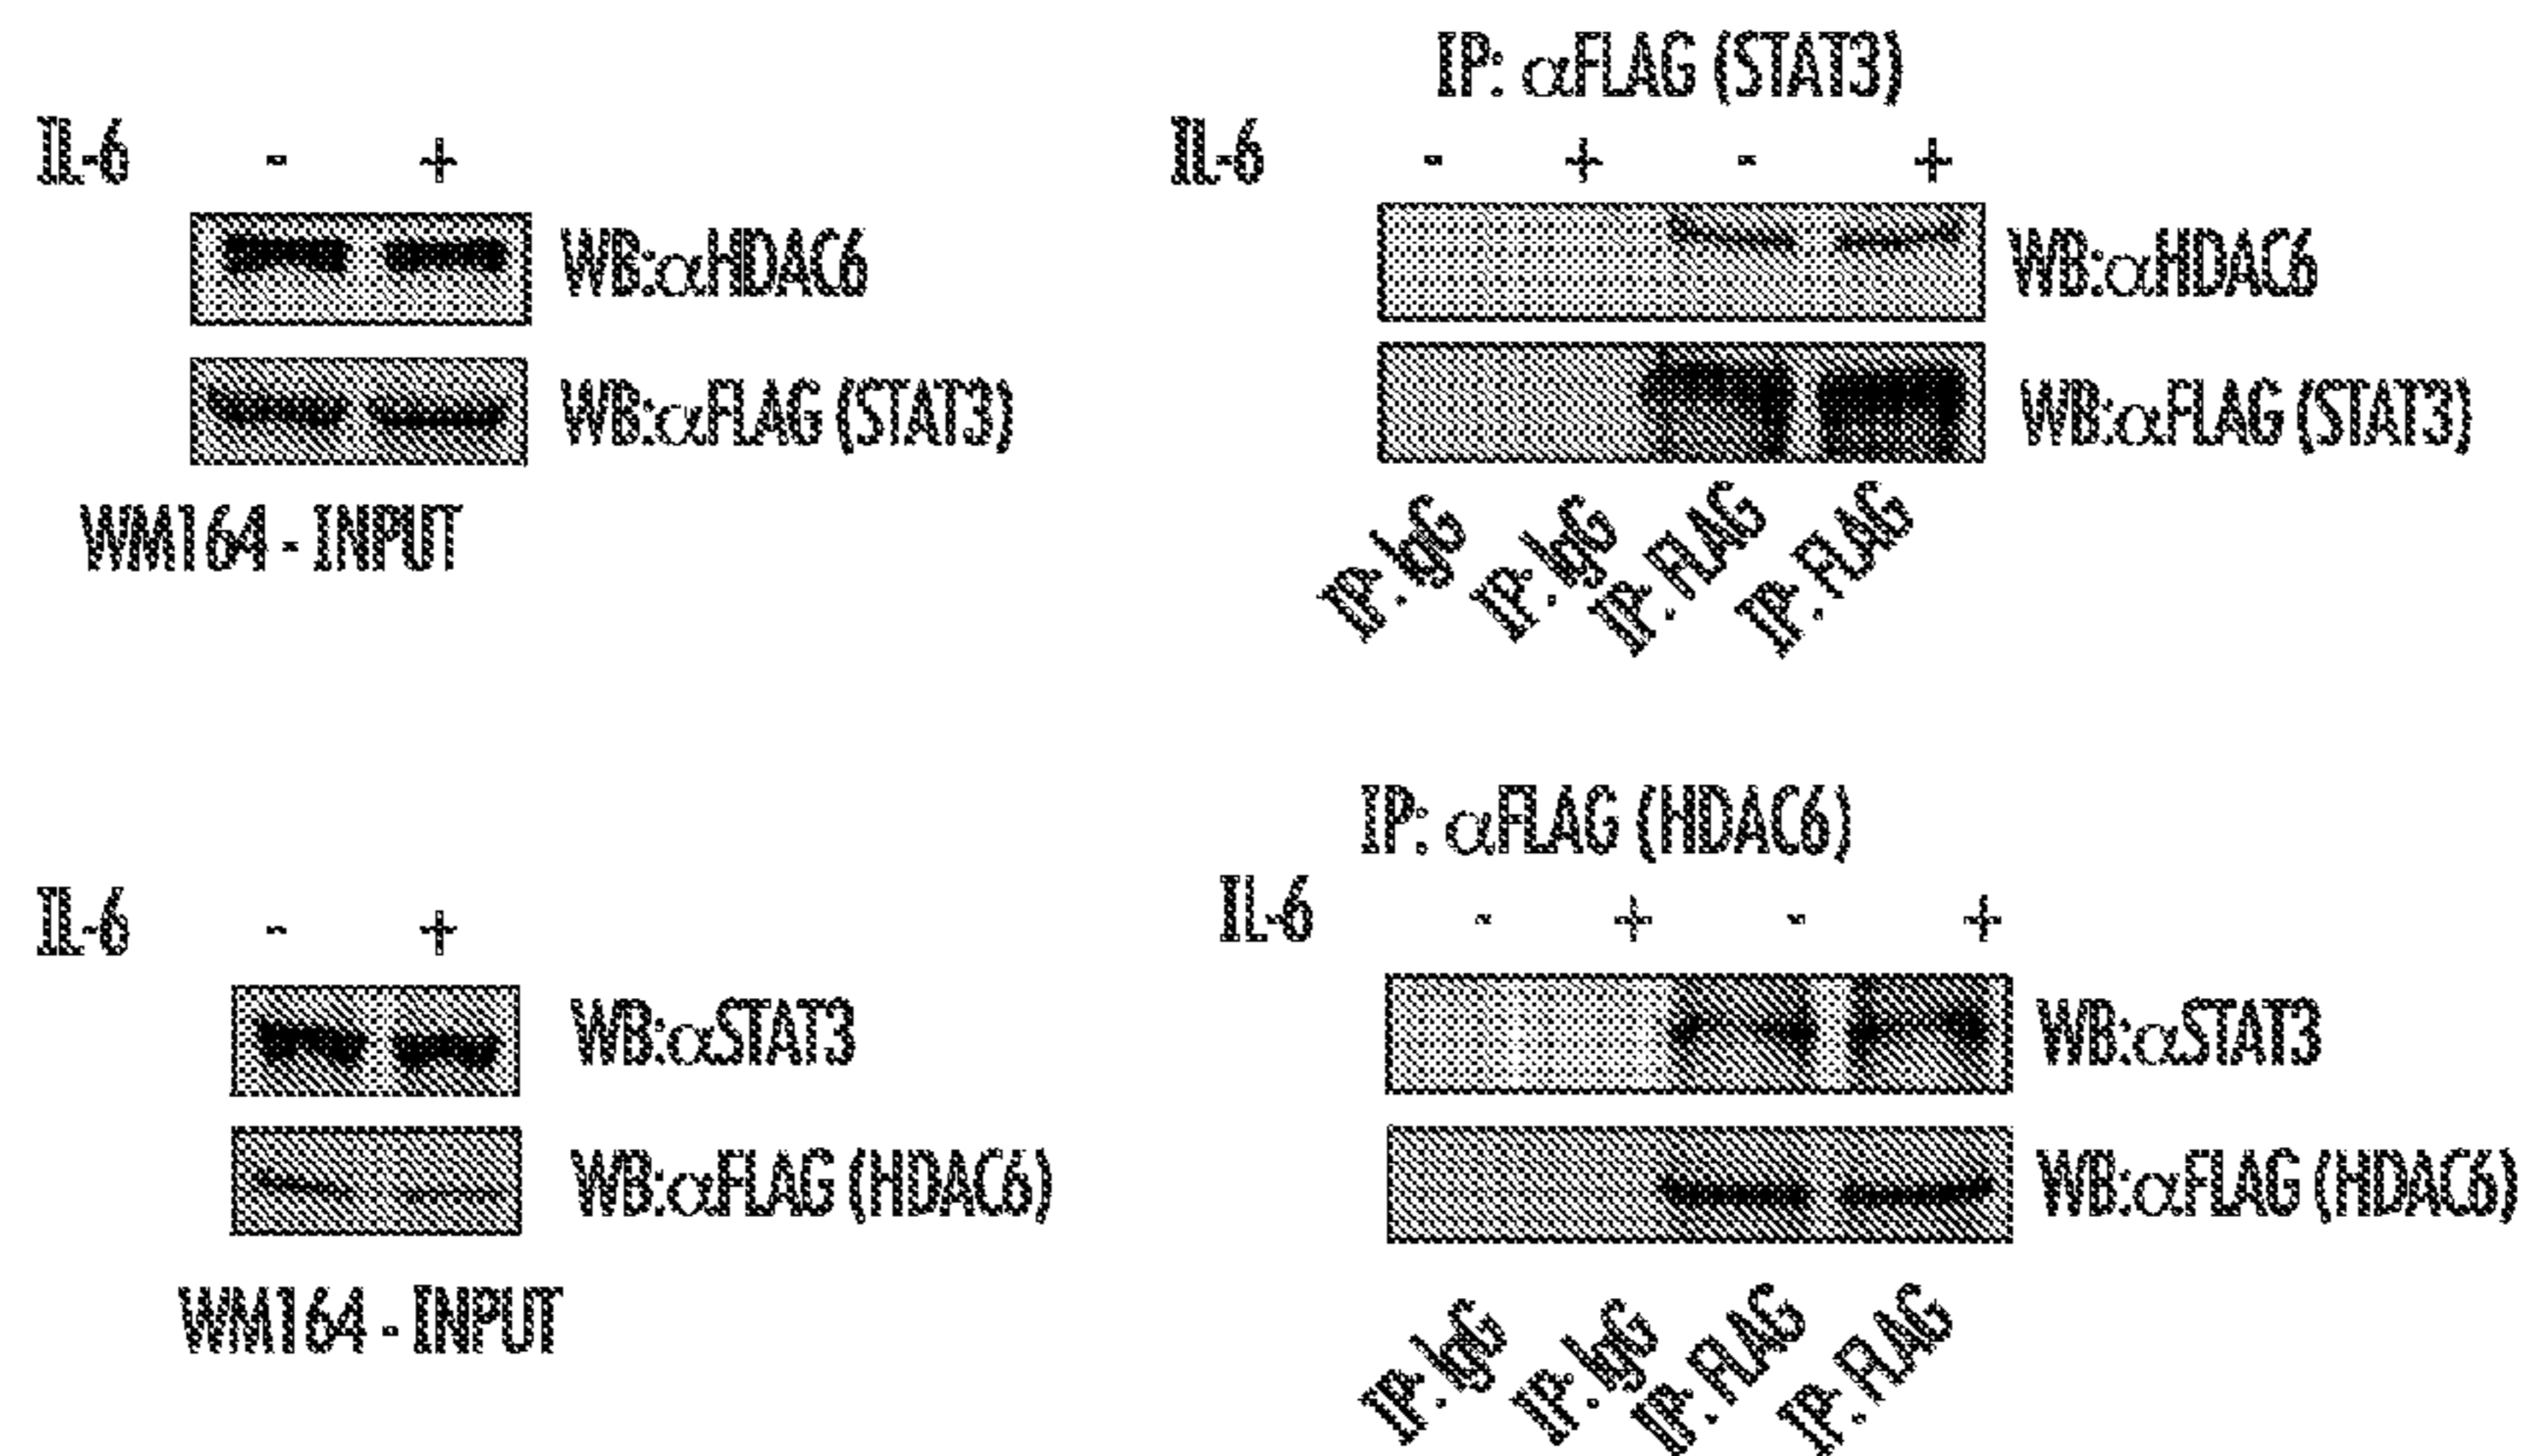 IL-6 - +
WB:αHDAC6
WB:αFLAG (STAT3)
WM164 - INPUT
IP: αFLAG (STAT3)
IL-6 - + - +
WB:αHDAC6
WB:αFLAG (STAT3)
IP: IgG IP: IgG IP: FLAG IP: FLAG
IL-6 - +
WB:αSTAT3
WB:αFLAG (HDAC6)
WM164 - INPUT
IP: αFLAG (HDAC6)
IL-6 - + - +
WB:αSTAT3
WB:αFLAG (HDAC6)
IP: IgG IP: IgG IP: FLAG IP: FLAG